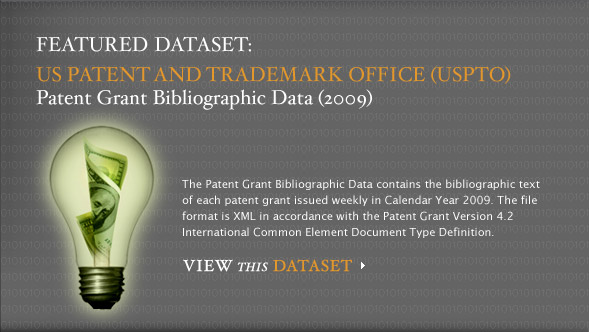 FEATURED DATASET:
US PATENT AND TRADEMARK OFFICE (USPTO)
Patent Grant Bibliographic Data (2009)
The Patent Grant Bibliographic Data contains the bibliographic text
of each patent grant issued weekly in Calendar Year 2009. The file
format is XML in accordance with the Patent Grant Version 4.2
International Common Element Document Type Definition.
VIEW THIS DATASET